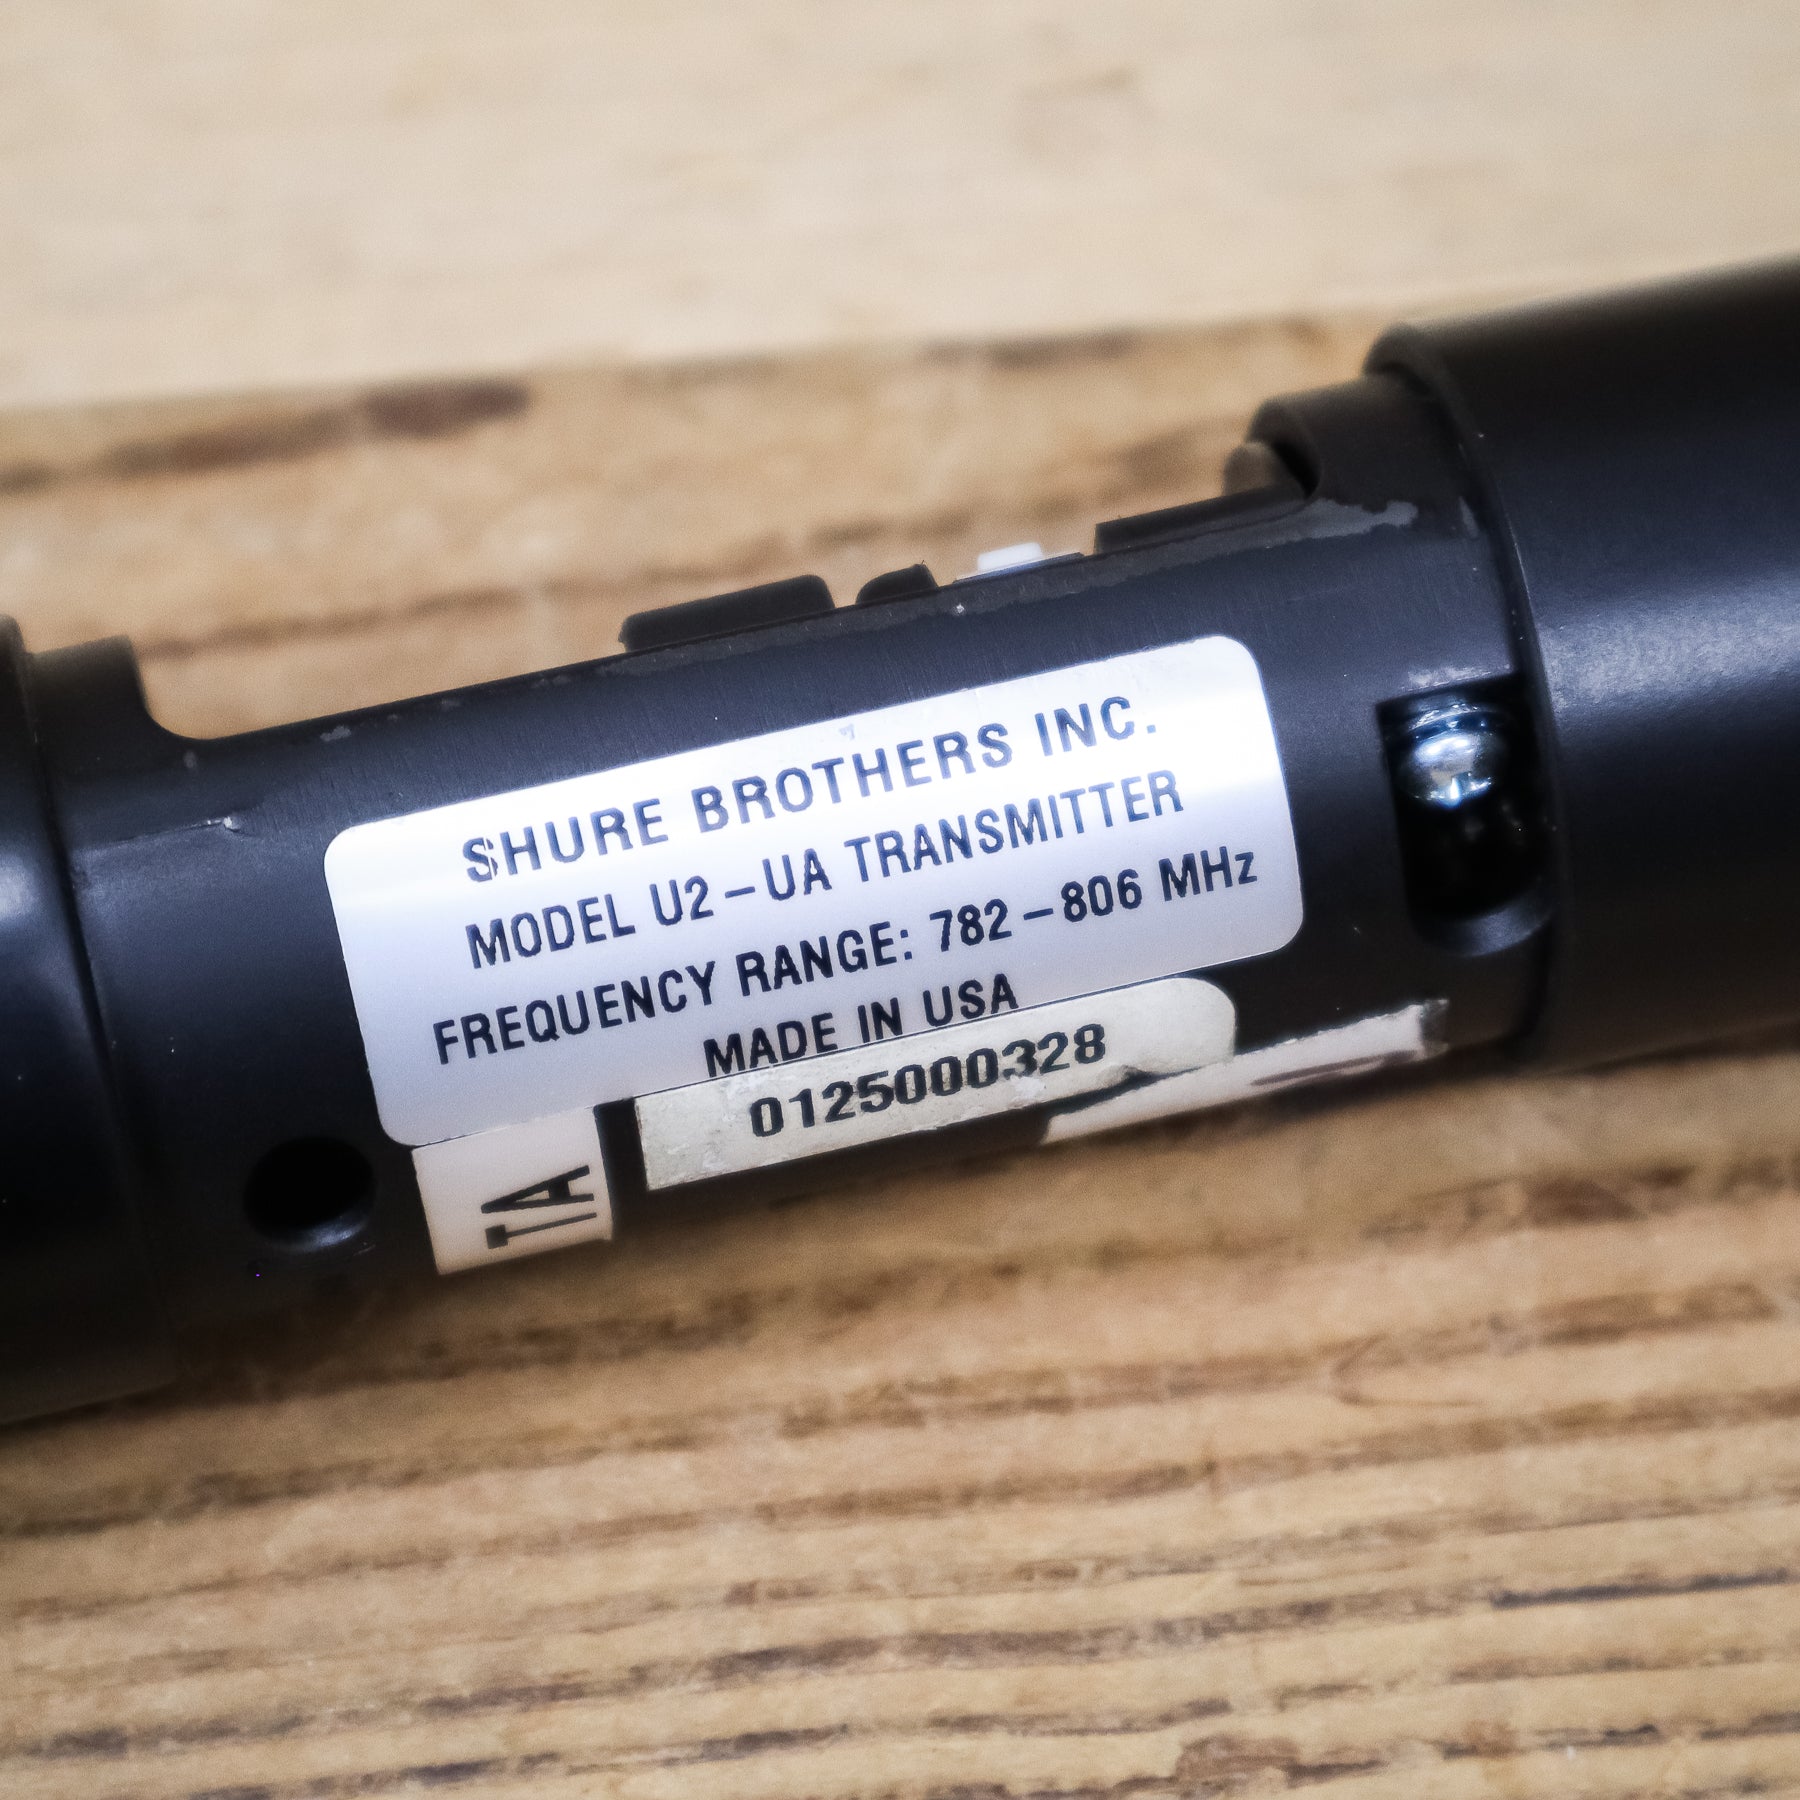 SHURE BROTHERS INC.
MODEL U2-UA TRANSMITTER
FREQUENCY RANGE: 782-806 MHz
MADE IN USA
0125000328
TA